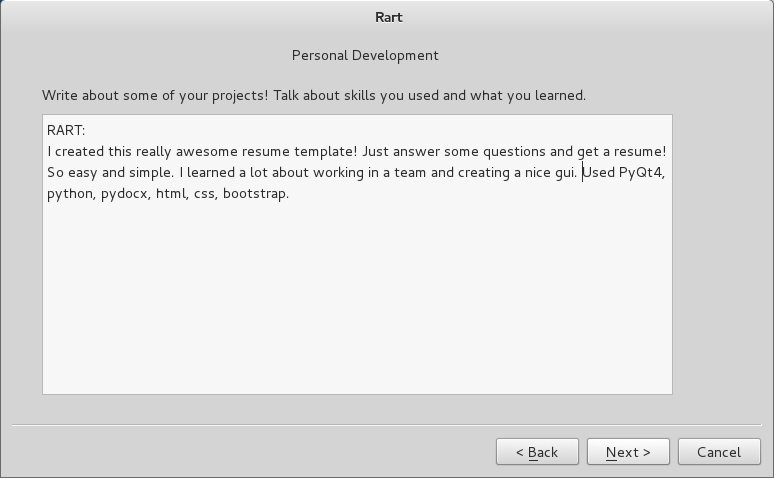 Rart
Personal Development
Write about some of your projects! Talk about skills you used and what you learned.
RART:
I created this really awesome resume template! Just answer some questions and get a resume!
So easy and simple. I learned a lot about working in a team and creating a nice gui. Used PyQt4,
python, pydocx, html, css, bootstrap.
< Back
Next >
Cancel